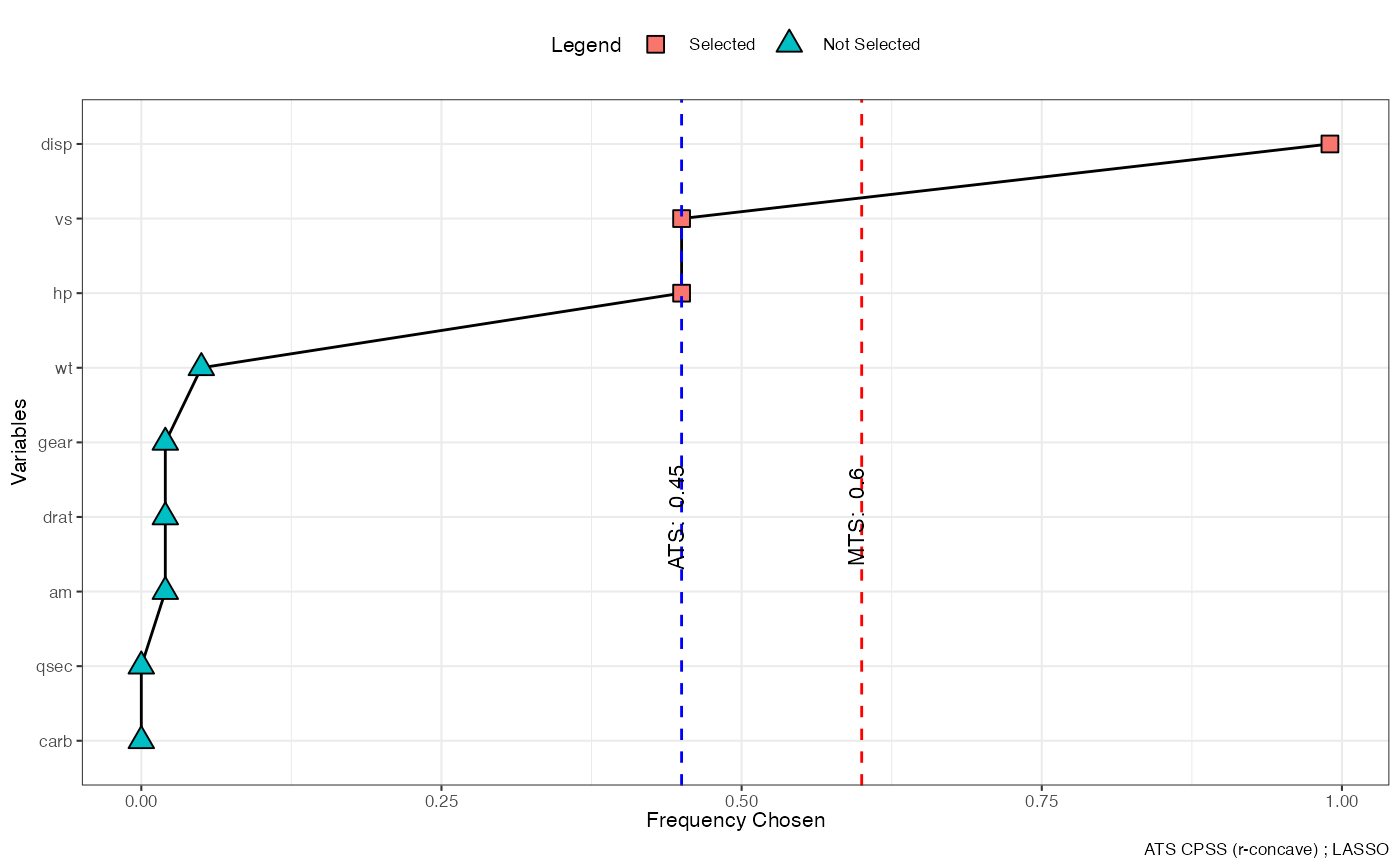 Legend Selected Not Selected
disp
vs
hp
wt
gear
drat
am
qsec
carb
Variables
ATS: 0.45
MTS: 0.6
0.00 0.25 0.50 0.75 1.00
Frequency Chosen
ATS CPSS (r-concave) ; LASSO